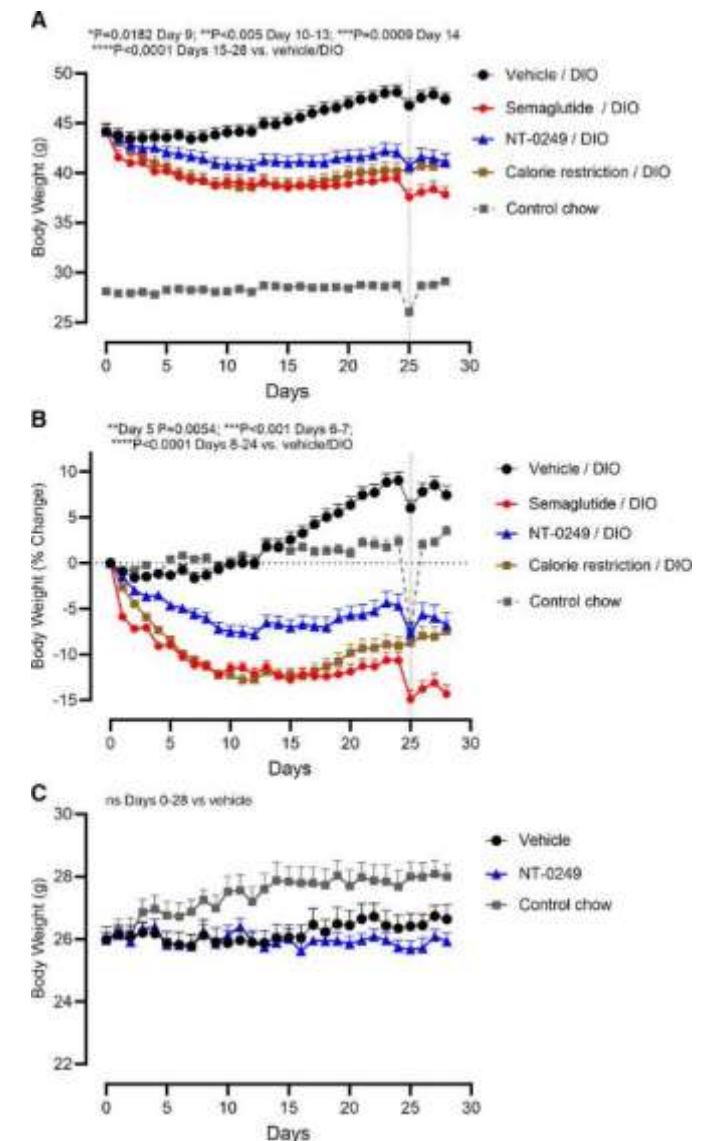 A
*P=0.0182 Day 9; **P<0.005 Day 10-13; ***P=0.0009 Day 14
****P<0.0001 Days 15-28 vs. vehicle/DIO
50
45
40
35
30
25
Body Weight (g)
0 5 10 15 20 25 30
Days
Vehicle / DIO
Semaglutide / DIO
NT-0249 / DIO
Calorie restriction / DIO
Control chow
B
**Day 5 P=0.0054; ***P<0.001 Days 6-7;
****P<0.0001 Days 8-24 vs. vehicle/DIO
10
5
0
-5
-10
-15
Body Weight (% Change)
0 5 10 15 20 25 30
Days
Vehicle / DIO
Semaglutide / DIO
NT-0249 / DIO
Calorie restriction / DIO
Control chow
C
ns Days 0-28 vs vehicle
30
28
26
24
22
Body Weight (g)
0 5 10 15 20 25 30
Days
Vehicle
NT-0249
Control chow